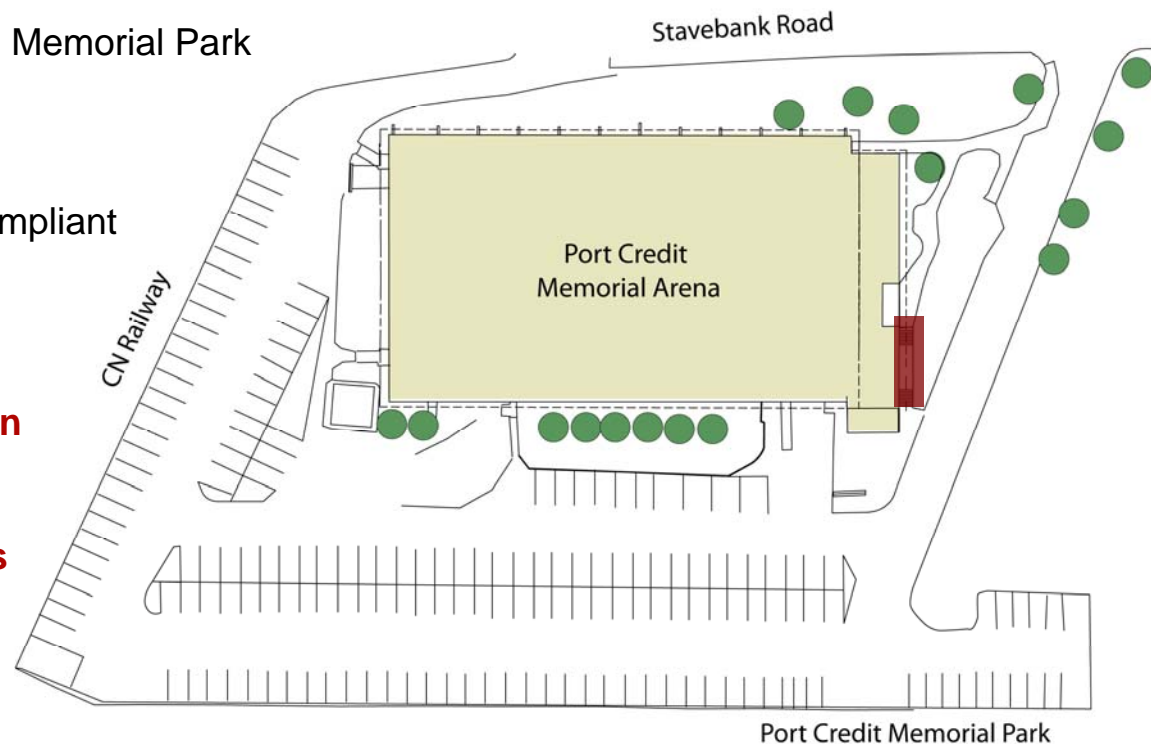 Memorial Park
Stavebank Road
mpliant
Port Credit
Memorial Arena
CN Railway
n
s
Port Credit Memorial Park